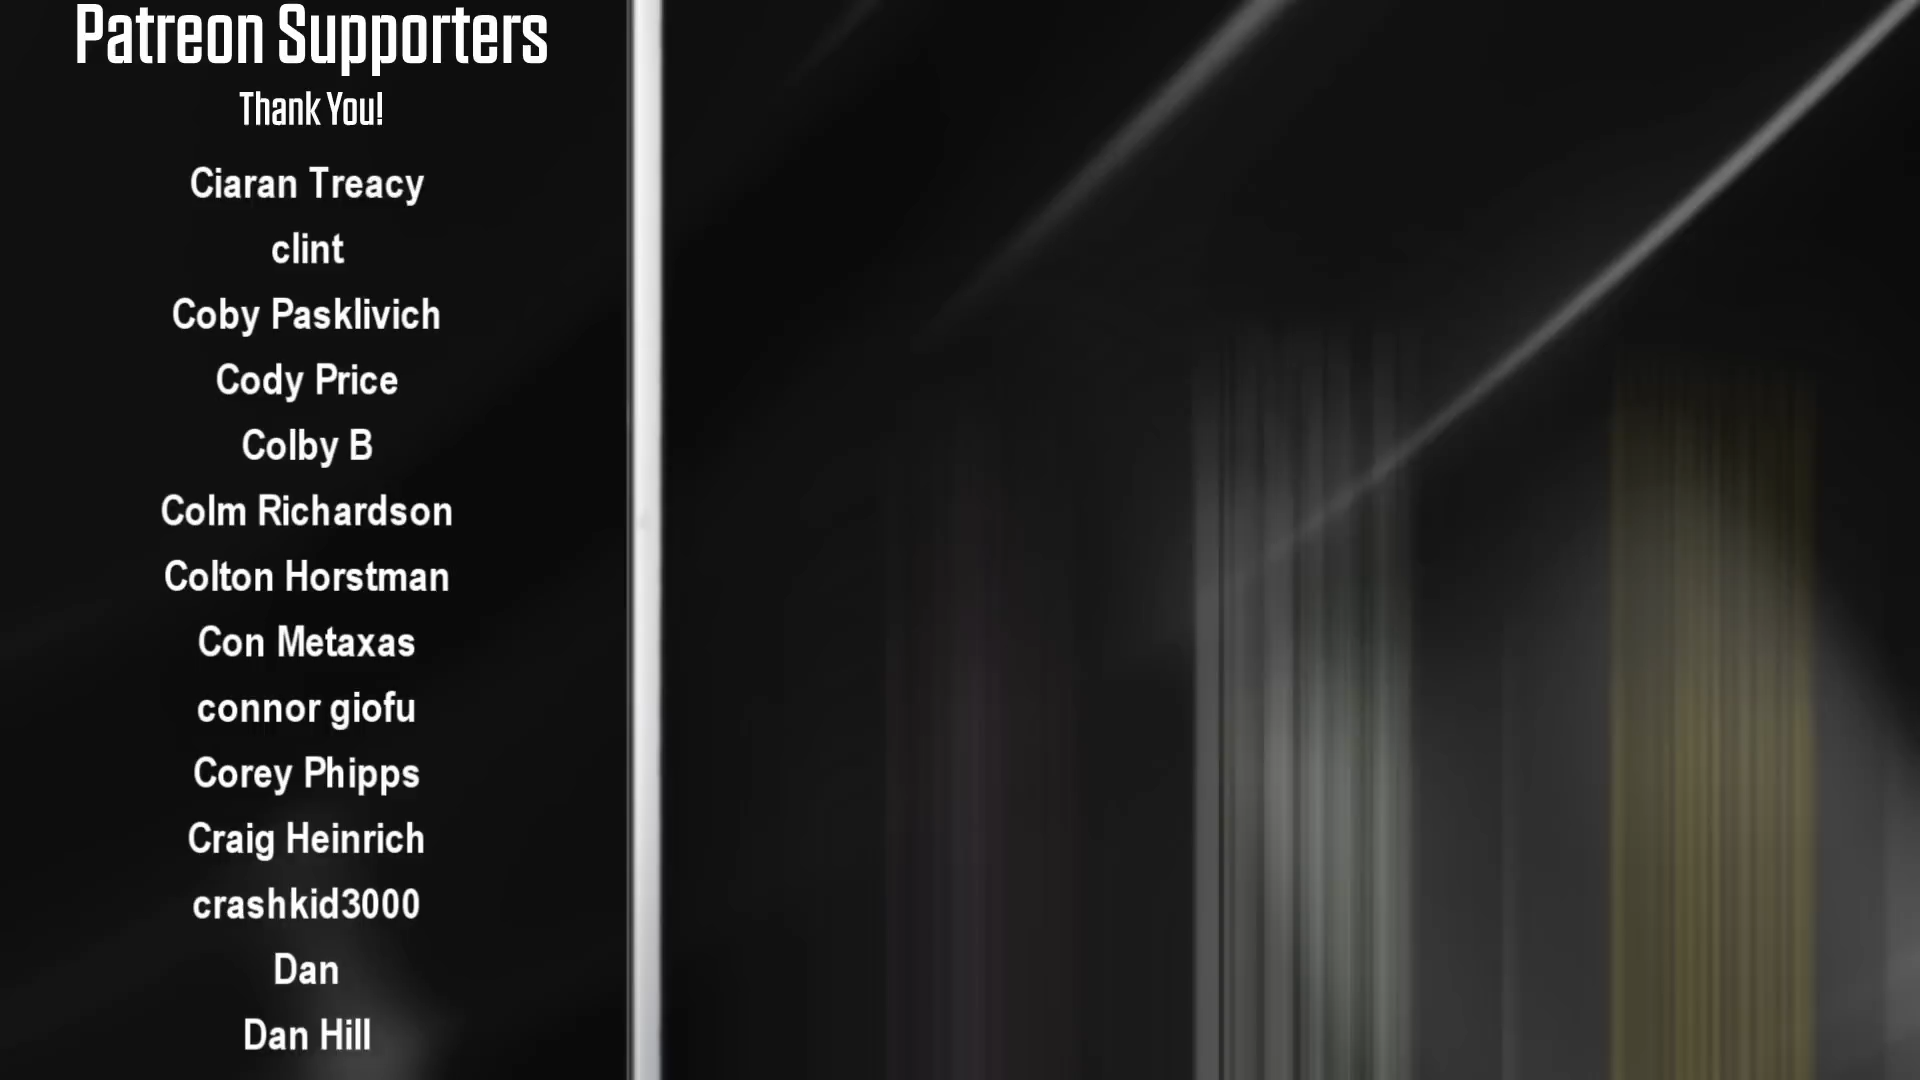 Patreon Supporters
Thank You!
Ciaran Treacy
clint
Coby Pasklivich
Cody Price
Colby B
Colm Richardson
Colton Horstman
Con Metaxas
connor giofu
Corey Phipps
Craig Heinrich
crashkid3000
Dan
Dan Hill